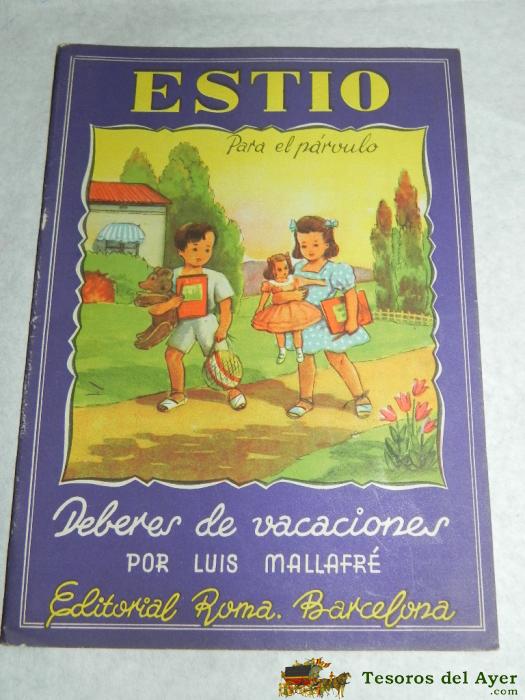 ESTIO
Para el párvulo
Deberes de vacaciones
POR LUIS MALLAFRÉ
Editorial Roma. Barcelona
Tesoros del Ayer
.com